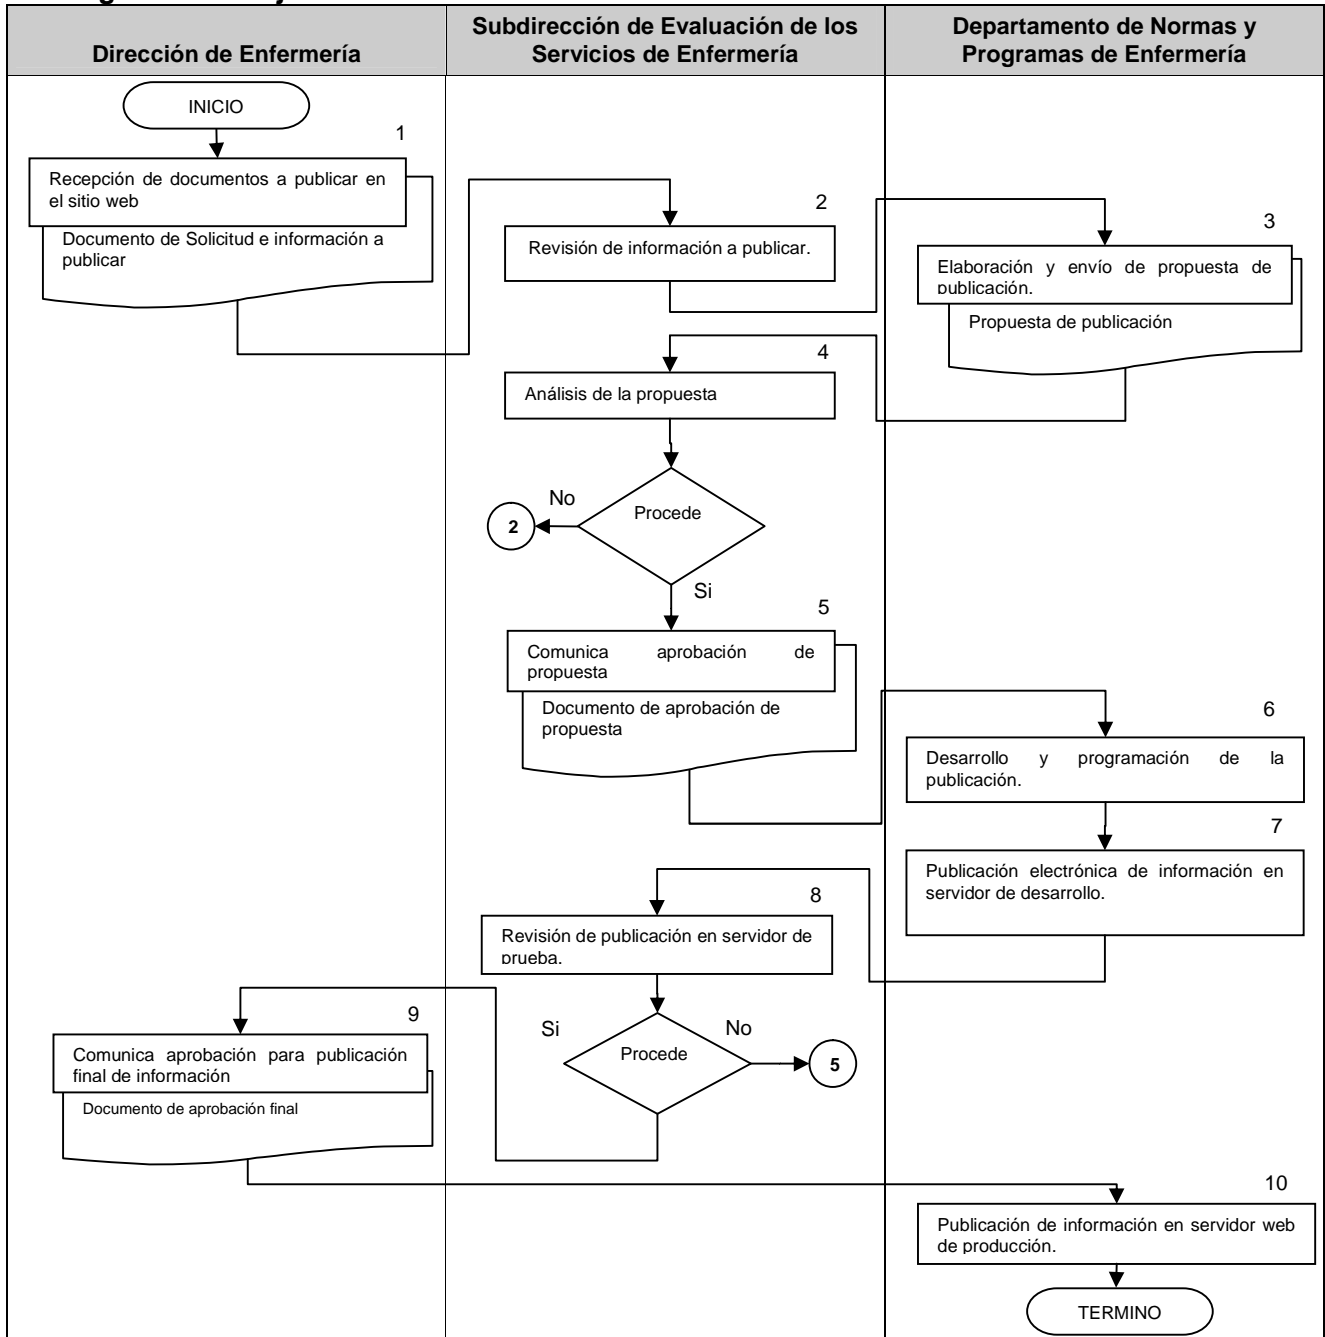 Dirección de Enfermería
Subdirección de Evaluación de los
Servicios de Enfermería
Departamento de Normas y
Programas de Enfermería
INICIO
1
Recepción de documentos a publicar en
el sitio web
Documento de Solicitud e información a
publicar
2
Revisión de información a publicar.
3
Elaboración y envío de propuesta de
publicación.
Propuesta de publicación
4
Análisis de la propuesta
Procede
No
2
Si
5
Comunica aprobación de
propuesta
Documento de aprobación de
propuesta
6
Desarrollo y programación de la
publicación.
7
Publicación electrónica de información en
servidor de desarrollo.
8
Revisión de publicación en servidor de
prueba.
Si
Procede
No
5
9
Comunica aprobación para publicación
final de información
Documento de aprobación final
10
Publicación de información en servidor web
de producción.
TERMINO